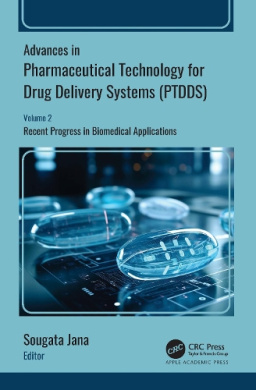 Advances in
Pharmaceutical Technology for
Drug Delivery Systems (PTDDS)
Volume 2
Recent Progress in Biomedical Applications
Sougata Jana
Editor
CRC
CRC Press
Taylor & Francis Group
APPLE ACADEMIC PRESS